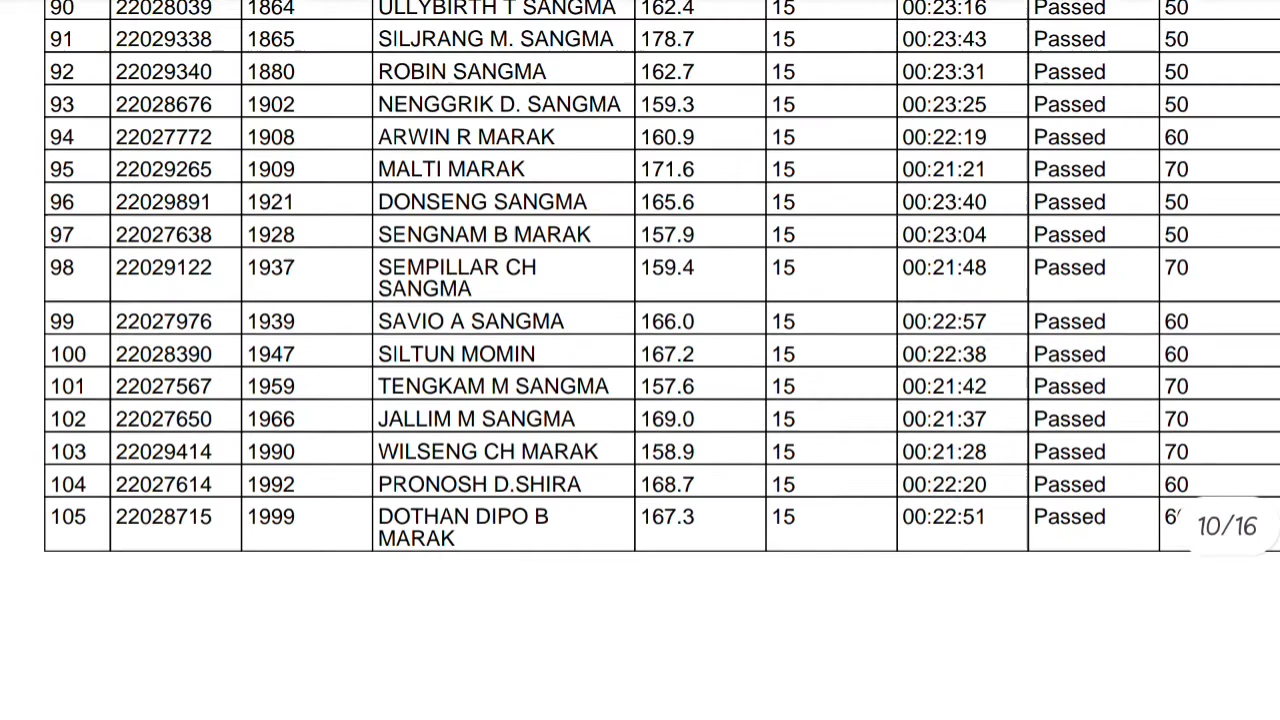 90 22028039 1864 ULLYBIRTH T SANGMA 162.4 15 00:23:16 Passed 50
91 22029338 1865 SILJRANG M. SANGMA 178.7 15 00:23:43 Passed 50
92 22029340 1880 ROBIN SANGMA 162.7 15 00:23:31 Passed 50
93 22028676 1902 NENGGRIK D. SANGMA 159.3 15 00:23:25 Passed 50
94 22027772 1908 ARWIN R MARAK 160.9 15 00:22:19 Passed 60
95 22029265 1909 MALTI MARAK 171.6 15 00:21:21 Passed 70
96 22029891 1921 DONSENG SANGMA 165.6 15 00:23:40 Passed 50
97 22027638 1928 SENGNAM B MARAK 157.9 15 00:23:04 Passed 50
98 22029122 1937 SEMPILLAR CH 159.4 15 00:21:48 Passed 70
SANGMA
99 22027976 1939 SAVIO A SANGMA 166.0 15 00:22:57 Passed 60
100 22028390 1947 SILTUN MOMIN 167.2 15 00:22:38 Passed 60
101 22027567 1959 TENGKAM M SANGMA 157.6 15 00:21:42 Passed 70
102 22027650 1966 JALLIM M SANGMA 169.0 15 00:21:37 Passed 70
103 22029414 1990 WILSENG CH MARAK 158.9 15 00:21:28 Passed 70
104 22027614 1992 PRONOSH D.SHIRA 168.7 15 00:22:20 Passed 60
105 22028715 1999 DOTHAN DIPO B 167.3 15 00:22:51 Passed
MARAK
10/16